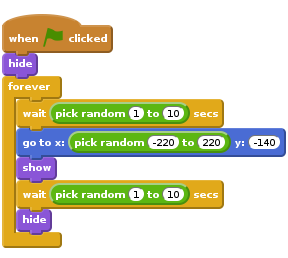 when clicked
hide
forever
wait pick random 1 to 10 secs
go to x: pick random -220 to 220 y: -140
show
wait pick random 1 to 10 secs
hide